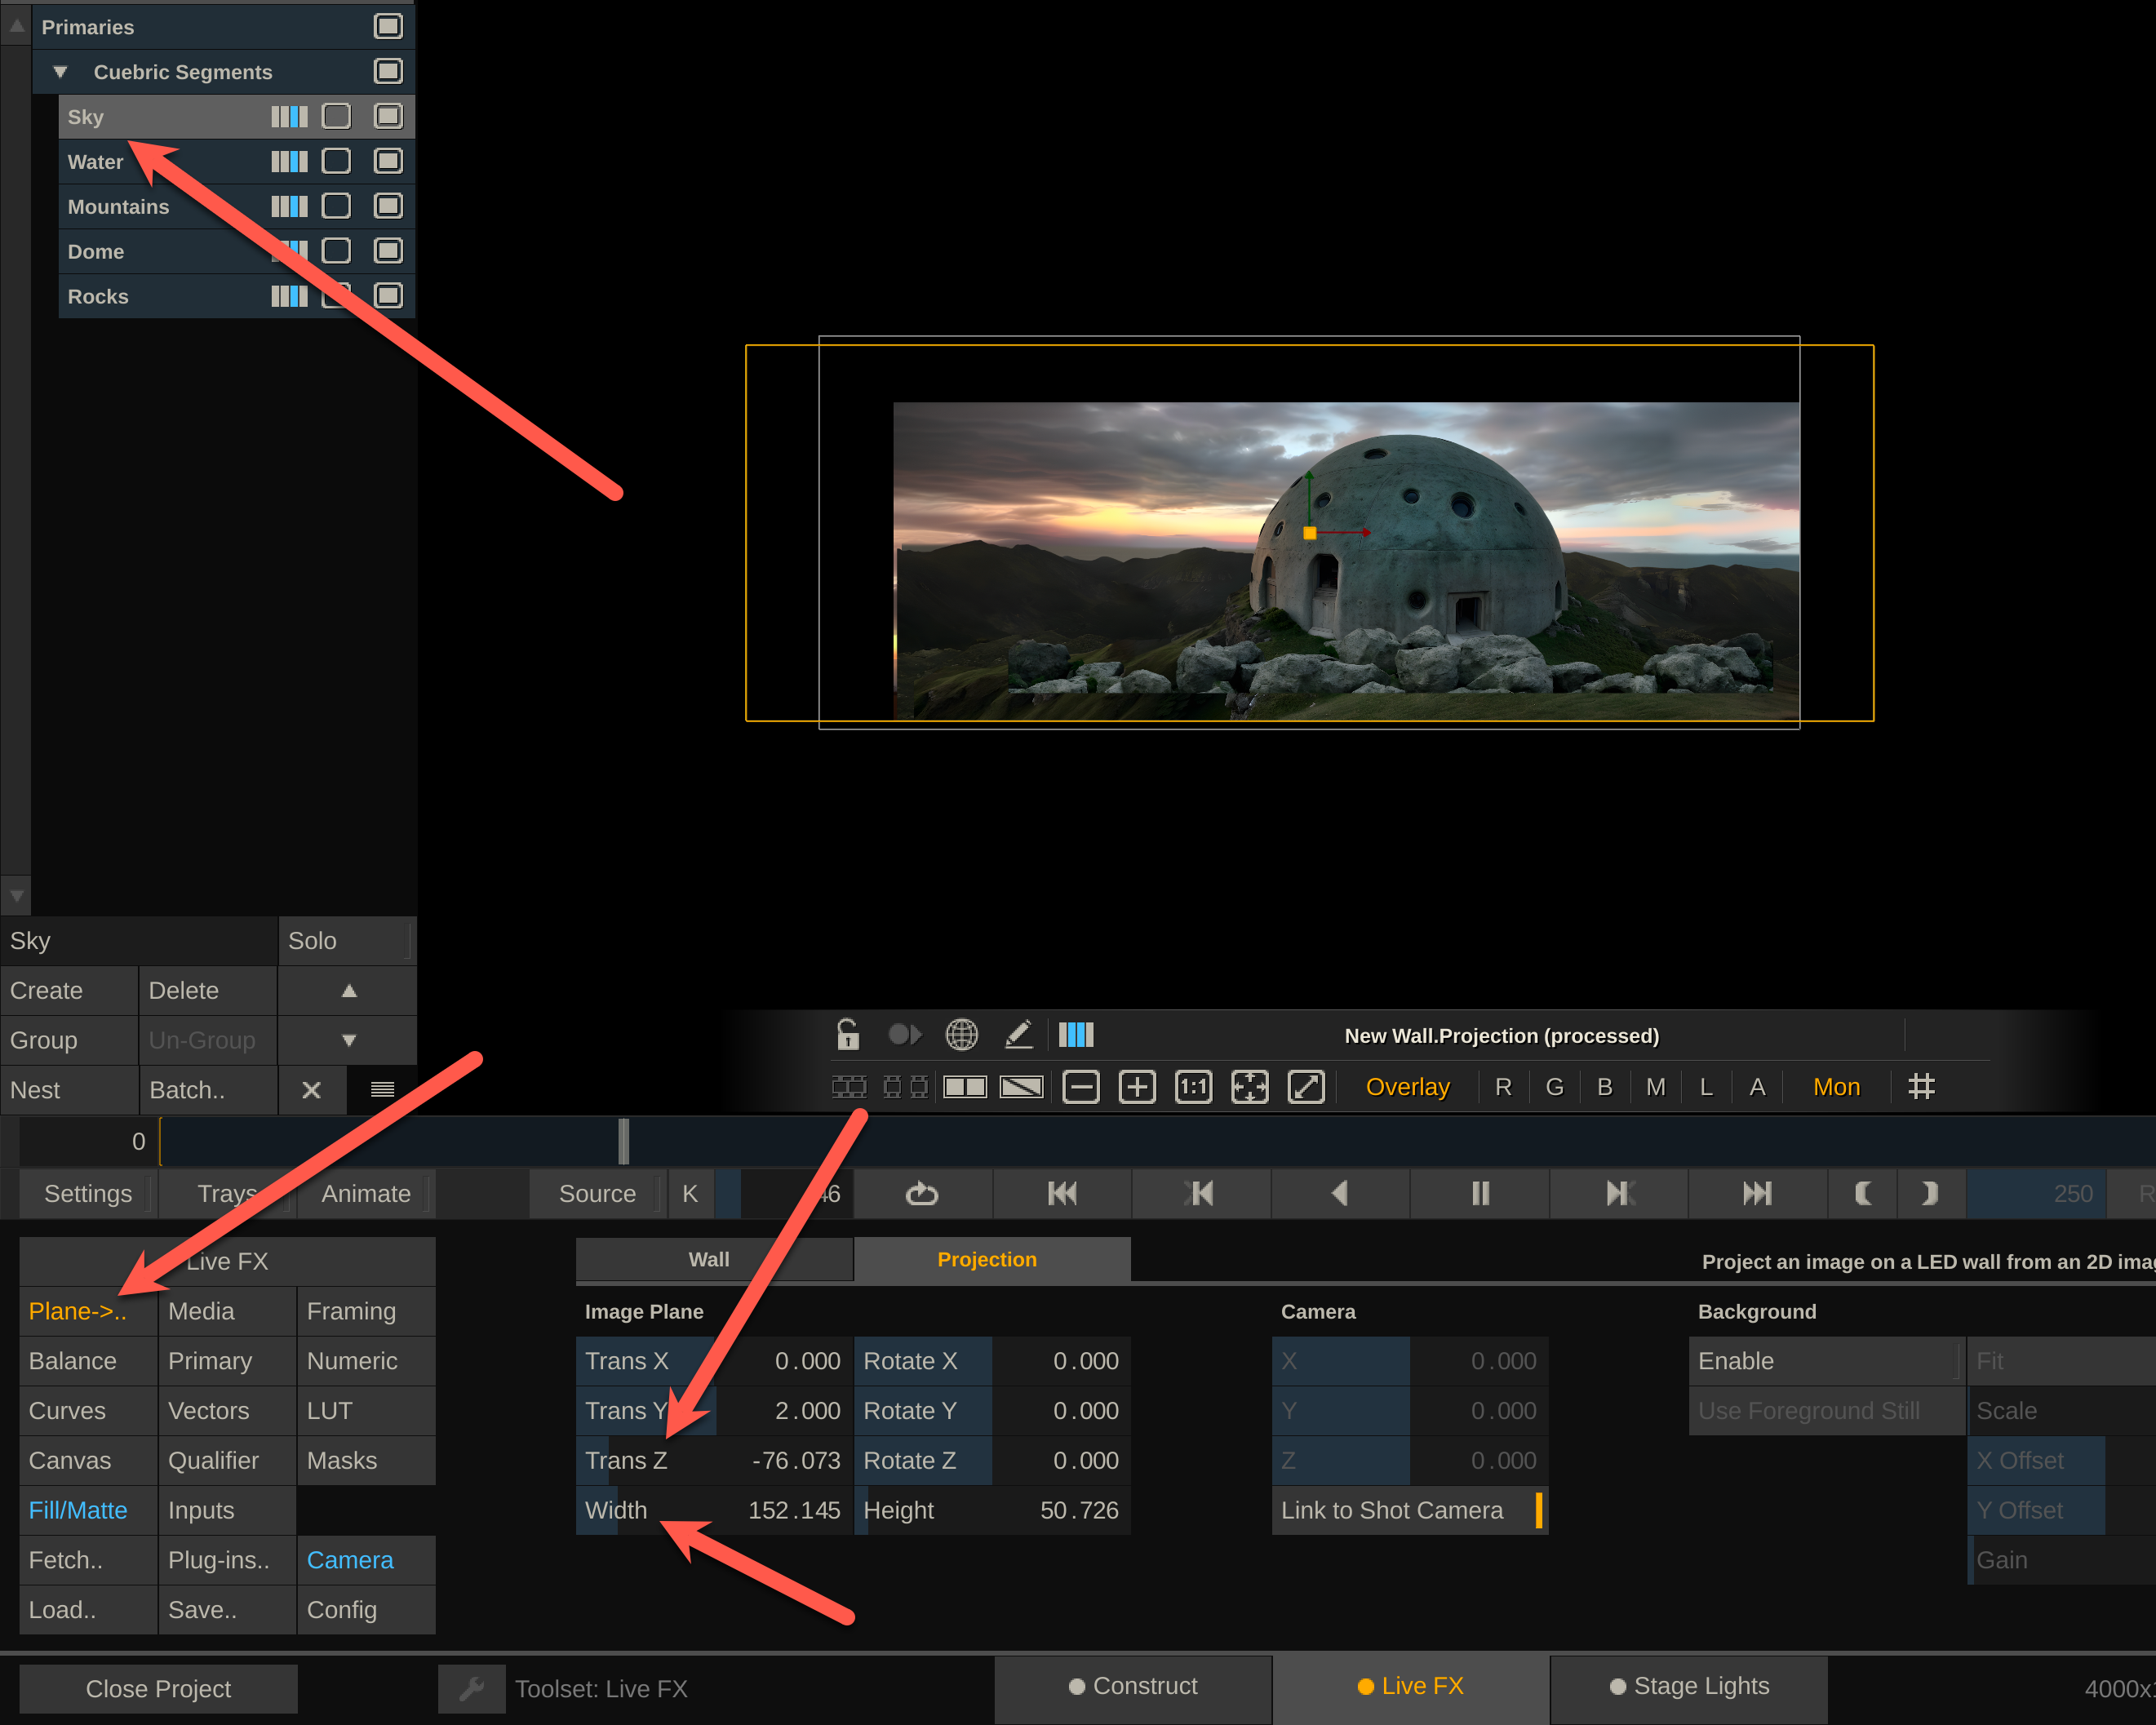 Primaries
Cuebric Segments
Sky
Water
Mountains
Dome
Rocks
Sky Solo
Create Delete
Group Un-Group
Nest Batch..
New Wall.Projection (processed)
1:1 Overlay R G B M L A Mon
0
Settings Trays Animate Source K 46 250 R
Live FX
Wall Projection
Project an image on a LED wall from an 2D
Plane->.. Media Framing
Balance Primary Numeric
Curves Vectors LUT
Canvas Qualifier Masks
Fill/Matte Inputs
Fetch.. Plug-ins.. Camera
Load.. Save.. Config
Image Plane
Trans X 0.000 Rotate X 0.000
Trans Y 2.000 Rotate Y 0.000
Trans Z -76.073 Rotate Z 0.000
Width 152.145 Height 50.726
Camera
X 0.000
Y 0.000
Z 0.000
Link to Shot Camera
Background
Enable Fit
Use Foreground Still Scale
X Offset
Y Offset
Gain
Close Project Toolset: Live FX Construct Live FX Stage Lights